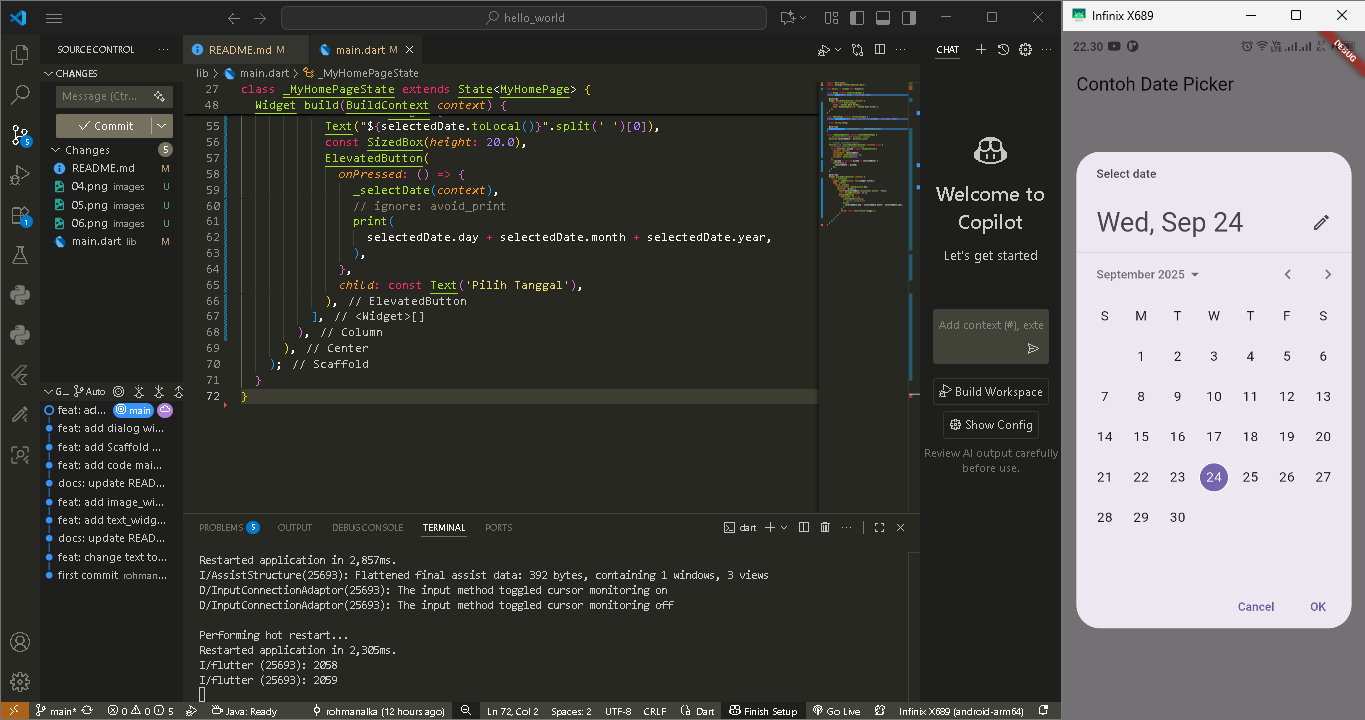 hello_world
SOURCE CONTROL ...
README.md M
main.dart M
CHAT
lib > main.dart > _MyHomePageState
CHANGES
Message (Ctr...
Commit
Changes 5
README.md M
04.png images U
05.png images U
06.png images U
main.dart lib M
27 class _MyHomePageState extends State<MyHomePage> {
48 Widget build(BuildContext context) {
55 Text("${selectedDate.toLocal()}".split(' ')[0]),
56 const SizedBox(height: 20.0),
57 ElevatedButton(
58 onPressed: () => {
59 _selectDate(context),
60 // ignore: avoid_print
61 print(
62 selectedDate.day + selectedDate.month + selectedDate.year,
63 ),
64 },
65 child: const Text('Pilih Tanggal'),
66 ), // ElevatedButton
67 ], // <Widget>[]
68 ), // Column
69 ), // Center
70 ); // Scaffold
71 }
72 }
G... Auto
feat: ad... main
feat: add dialog wi...
feat: add Scaffold ...
feat: add code mai...
docs: update READ...
feat: add image_wi...
feat: add text_widg...
docs: update READ...
feat: change text to...
first commit rohman...
5
1
PROBLEMS 5 OUTPUT DEBUG CONSOLE TERMINAL PORTS
dart
Restarted application in 2,857ms.
I/AssistStructure(25693): Flattened final assist data: 392 bytes, containing 1 windows, 3 views
D/InputConnectionAdaptor(25693): The input method toggled cursor monitoring on
D/InputConnectionAdaptor(25693): The input method toggled cursor monitoring off
Performing hot restart...
Restarted application in 2,305ms.
I/flutter (25693): 2058
I/flutter (25693): 2059
Welcome to
Copilot
Let's get started
Add context (#), exte
Build Workspace
Show Config
Review AI output carefully
before use.
main* 0 0 5 Java: Ready rohmanalka (12 hours ago) Ln 72, Col 2 Spaces: 2 UTF-8 CRLF Dart Finish Setup Go Live Infinix X689 (android-arm64)
Infinix X689
22.30
DEBUG
Contoh Date Picker
Select date
Wed, Sep 24
September 2025
S M T W T F S
1 2 3 4 5 6
7 8 9 10 11 12 13
14 15 16 17 18 19 20
21 22 23 24 25 26 27
28 29 30
Cancel OK